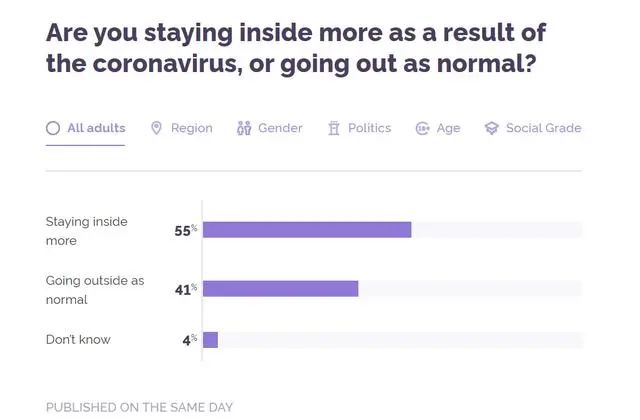 Are you staying inside more as a result of
the coronavirus, or going out as normal?
All adults Region Gender Politics 18+ Age Social Grade
Staying inside
more
55%
Going outside as
normal
41%
Don't know
4%
PUBLISHED ON THE SAME DAY